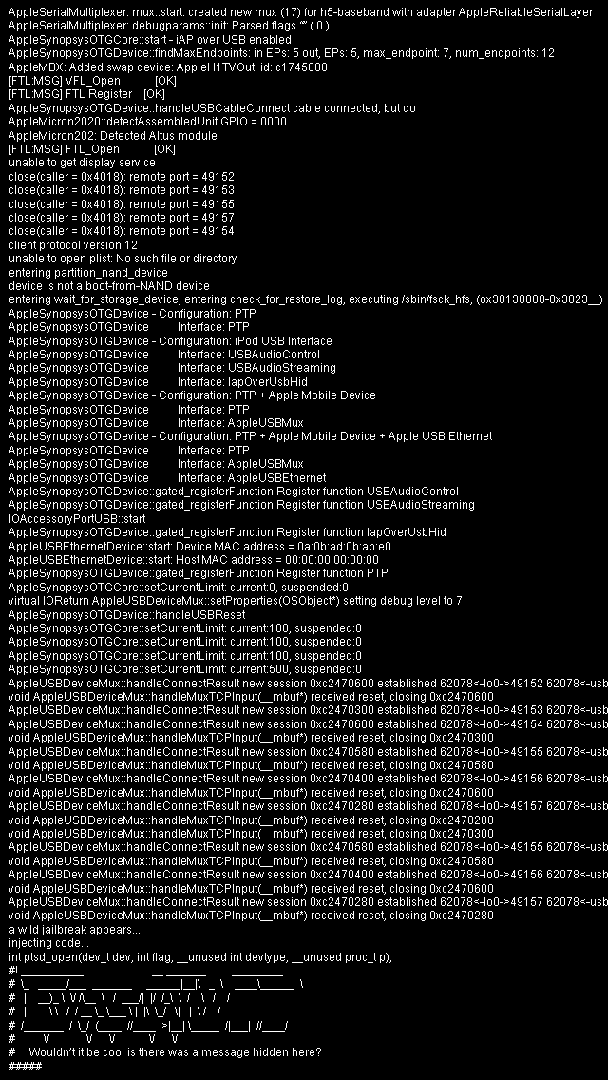 AppleSerialMultiplexer: mux::start: created new mux (17) for h5-baseband with adapter AppleReliableSerialLayer
AppleSerialMultiplexer: debugparams::init: Parsed flags "" ( 0 )
AppleSynopsysOTGCore::start - iAP over USB enabled
AppleSynopsysOTGDevice::findMaxEndpoints: in EPs: 5 out, EPs: 5, max_endpoint: 7, num_endpoints: 12
AppleMDX: Added swap device: id: c1745000
[FTL:MSG] VFL_Open [OK]
[FTL:MSG] FTL Register [OK]
AppleSynopsysOTGDevice::handleUSBCableConnect cable connected, but
AppleMicron2020::detectAssembledUnit GPIO = 0000
AppleMicron202: Detected Altus module
[FTL:MSG] FTL_Open [OK]
unable to get display service
close(caller = 0x4018): remote port = 49152
close(caller = 0x4018): remote port = 49153
close(caller = 0x4018): remote port = 49155
close(caller = 0x4018): remote port = 49157
close(caller = 0x4018): remote port = 49154
client protocol version 12
unable to open plist: No such file or directory
entering partition_nand_device
device is not a boot-from-NAND device
entering wait_for_storage_device, entering check_for_restore_log, executing /sbin/fsck_hfs,
AppleSynopsysOTGDevice - Configuration: PTP
AppleSynopsysOTGDevice Interface: PTP
AppleSynopsysOTGDevice - Configuration: iPod USB Interface
AppleSynopsysOTGDevice Interface: USBAudioControl
AppleSynopsysOTGDevice Interface: USBAudioStreaming
AppleSynopsysOTGDevice Interface: IapOverUsbHid
AppleSynopsysOTGDevice - Configuration: PTP + Apple Mobile Device
AppleSynopsysOTGDevice Interface: PTP
AppleSynopsysOTGDevice Interface: AppleUSBMux
AppleSynopsysOTGDevice - Configuration: PTP + Apple Mobile Device + Apple USB Ethernet
AppleSynopsysOTGDevice Interface: PTP
AppleSynopsysOTGDevice Interface: AppleUSBMux
AppleSynopsysOTGDevice Interface: AppleUSBEthernet
AppleSynopsysOTGDevice::gated_registerFunction Register function USBAudioControl
AppleSynopsysOTGDevice::gated_registerFunction Register function USBAudioStreaming
IOAccessoryPortUSB::start
AppleSynopsysOTGDevice::gated_registerFunction Register function IapOverUsbHid
AppleUSBEthernetDevice::start: Device MAC address = 0a:0b:ad:0b:ab:e0
AppleUSBEthernetDevice::start: Host MAC address = 00:00:00:00:00:00
AppleSynopsysOTGDevice::gated_registerFunction Register function PTP
AppleSynopsysOTGCore::setCurrentLimit: current:0, suspended:0
virtual IOReturn AppleUSBDeviceMux::setProperties(OSObject*) setting debug level to 7
AppleSynopsysOTGDevice::handleUSBReset
AppleSynopsysOTGCore::setCurrentLimit: current:100, suspended:0
AppleSynopsysOTGCore::setCurrentLimit: current:100, suspended:0
AppleSynopsysOTGCore::setCurrentLimit: current:100, suspended:0
AppleSynopsysOTGCore::setCurrentLimit: current:500, suspended:0
AppleUSBDeviceMux::handleConnectResult new session 0xc2470600 established 62078<-lo0->49152 62078<-usb
void AppleUSBDeviceMux::handleMuxTCPInput(__mbuf*) received reset, closing 0xc2470600
AppleUSBDeviceMux::handleConnectResult new session 0xc2470300 established 62078<-lo0->49153 62078<-usb
AppleUSBDeviceMux::handleConnectResult new session 0xc2470600 established 62078<-lo0->49154 62078<-usb
void AppleUSBDeviceMux::handleMuxTCPInput(__mbuf*) received reset, closing 0xc2470300
AppleUSBDeviceMux::handleConnectResult new session 0xc2470580 established 62078<-lo0->49155 62078<-usb
void AppleUSBDeviceMux::handleMuxTCPInput(__mbuf*) received reset, closing 0xc2470580
AppleUSBDeviceMux::handleConnectResult new session 0xc2470400 established 62078<-lo0->49156 62078<-usb
void AppleUSBDeviceMux::handleMuxTCPInput(__mbuf*) received reset, closing 0xc2470600
AppleUSBDeviceMux::handleConnectResult new session 0xc2470280 established 62078<-lo0->49157 62078<-usb
void AppleUSBDeviceMux::handleMuxTCPInput(__mbuf*) received reset, closing 0xc2470200
void AppleUSBDeviceMux::handleMuxTCPInput(__mbuf*) received reset, closing 0xc2470300
AppleUSBDeviceMux::handleConnectResult new session 0xc2470580 established 62078<-lo0->49155 62078<-usb
void AppleUSBDeviceMux::handleMuxTCPInput(__mbuf*) received reset, closing 0xc2470580
AppleUSBDeviceMux::handleConnectResult new session 0xc2470400 established 62078<-lo0->49156 62078<-usb
void AppleUSBDeviceMux::handleMuxTCPInput(__mbuf*) received reset, closing 0xc2470600
AppleUSBDeviceMux::handleConnectResult new session 0xc2470280 established 62078<-lo0->49157 62078<-usb
void AppleUSBDeviceMux::handleMuxTCPInput(__mbuf*) received reset, closing 0xc2470280
a wild jailbreak appears...
injecting code...
int ptsd_open(dev_t dev, int flag, __unused int devtype, __unused proc_t p),
# Wouldn't it be cool is there was a message hidden here?
#####